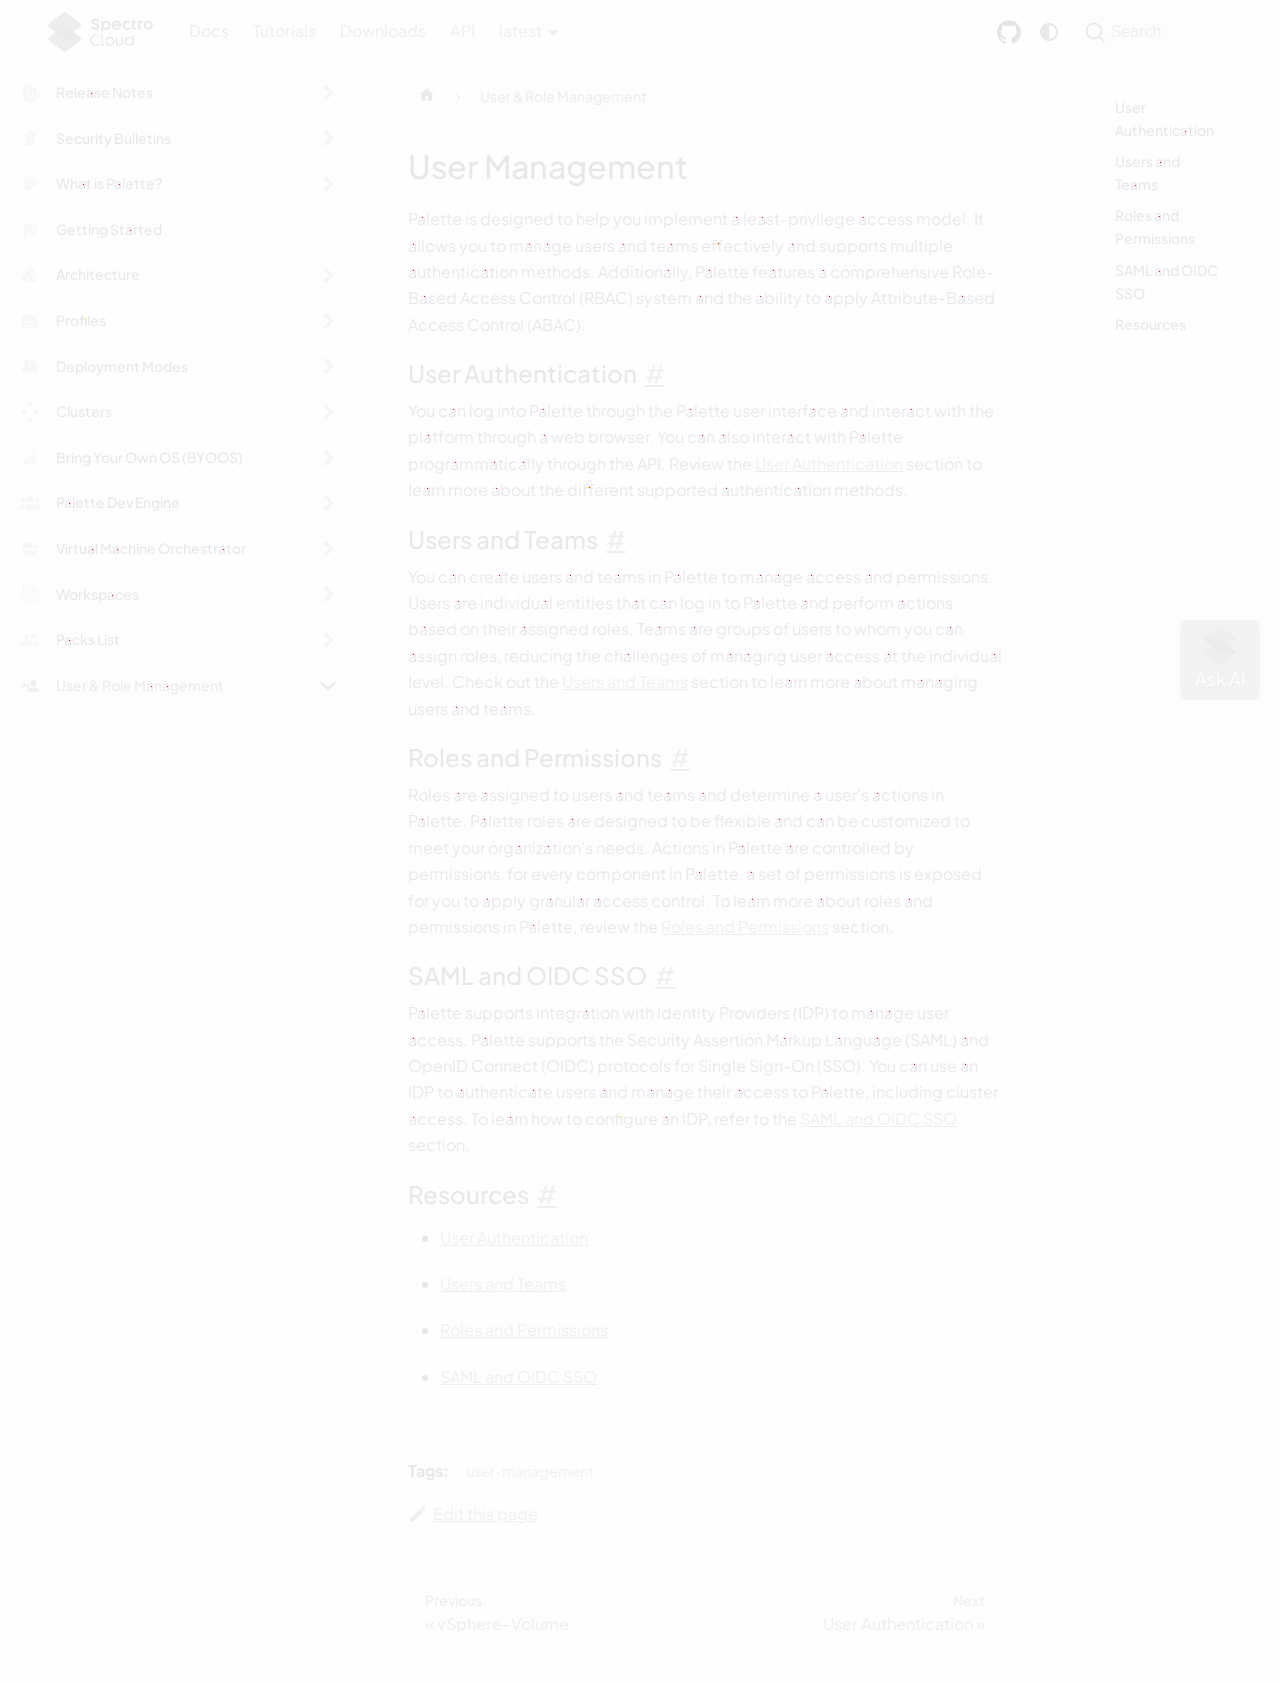 Spectro Cloud
Docs
Tutorials
Downloads
API
latest
Search
Release Notes
Security Bulletins
What is Palette?
Getting Started
Architecture
Profiles
Deployment Modes
Clusters
Bring Your Own OS (BYOOS)
Palette Dev Engine
Virtual Machine Orchestrator
Workspaces
Packs List
User & Role Management
User & Role Management
User Management
Palette is designed to help you implement a least-privilege access model. It
allows you to manage users and teams effectively and supports multiple
authentication methods. Additionally, Palette features a comprehensive Role-
Based Access Control (RBAC) system and the ability to apply Attribute-Based
Access Control (ABAC).
User Authentication #
You can log into Palette through the Palette user interface and interact with the
platform through a web browser. You can also interact with Palette
programmatically through the API. Review the User Authentication section to
learn more about the different supported authentication methods.
Users and Teams #
You can create users and teams in Palette to manage access and permissions.
Users are individual entities that can log in to Palette and perform actions
based on their assigned roles. Teams are groups of users to whom you can
assign roles, reducing the challenges of managing user access at the individual
level. Check out the Users and Teams section to learn more about managing
users and teams.
Roles and Permissions #
Roles are assigned to users and teams and determine a user's actions in
Palette. Palette roles are designed to be flexible and can be customized to
meet your organization's needs. Actions in Palette are controlled by
permissions, for every component in Palette, a set of permissions is exposed
for you to apply granular access control. To learn more about roles and
permissions in Palette, review the Roles and Permissions section.
SAML and OIDC SSO #
Palette supports integration with Identity Providers (IDP) to manage user
access. Palette supports the Security Assertion Markup Language (SAML) and
OpenID Connect (OIDC) protocols for Single Sign-On (SSO). You can use an
IDP to authenticate users and manage their access to Palette, including cluster
access. To learn how to configure an IDP, refer to the SAML and OIDC SSO
section.
Resources #
User Authentication
Users and Teams
Roles and Permissions
SAML and OIDC SSO
Tags: user-management
Edit this page
Previous
« vSphere-Volume
Next
User Authentication »
User
Authentication
Users and
Teams
Roles and
Permissions
SAML and OIDC
SSO
Resources
Ask AI